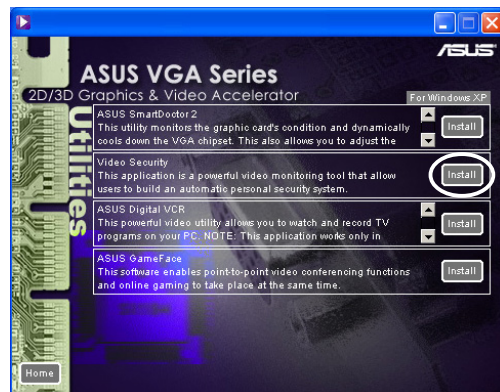 ASUS
ASUS VGA Series
2D/3D Graphics & Video Accelerator
For Windows XP
Utilities
ASUS SmartDoctor 2
This utility monitors the graphic card's condition and dynamically
cools down the VGA chipset. This also allows you to adjust the
Install
Video Security
This application is a powerful video monitoring tool that allow
users to build an automatic personal security system.
Install
ASUS Digital VCR
This powerful video utility allows you to watch and record TV
programs on your PC. NOTE: This application works only in
Install
ASUS GameFace
This software enables point-to-point video conferencing functions
and online gaming to take place at the same time.
Install
Home